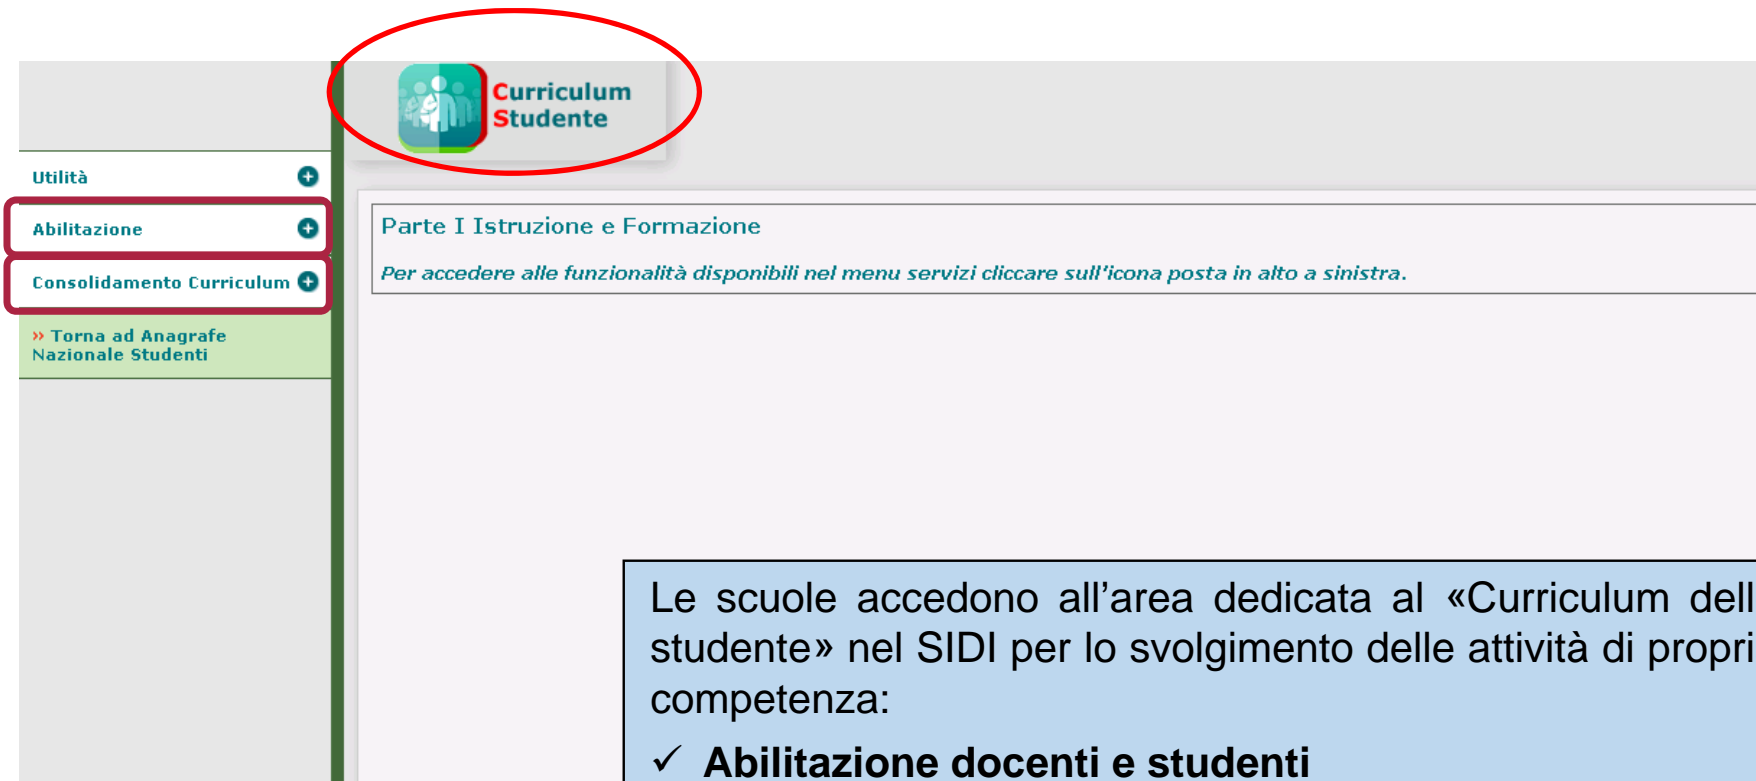 Curriculum
Studente
Utilità
Abilitazione
Consolidamento Curriculum
» Torna ad Anagrafe
Nazionale Studenti
Parte I Istruzione e Formazione
Per accedere alle funzionalità disponibili nel menu servizi cliccare sull'icona posta in alto a sinistra.
Le scuole accedono all’area dedicata al «Curriculum dell
studente» nel SIDI per lo svolgimento delle attività di propri
competenza:
✓ Abilitazione docenti e studenti